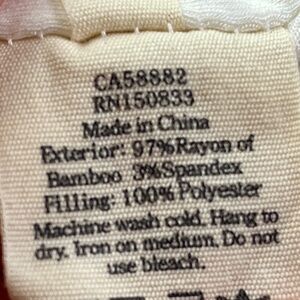 CA58882
RN150833
Made in China
Exterior: 97%Rayon of
Bamboo 3%Spandex
Filling: 100%Polyester
Machine wash cold. Hang to
dry. Iron on medium. Do not
use bleach.